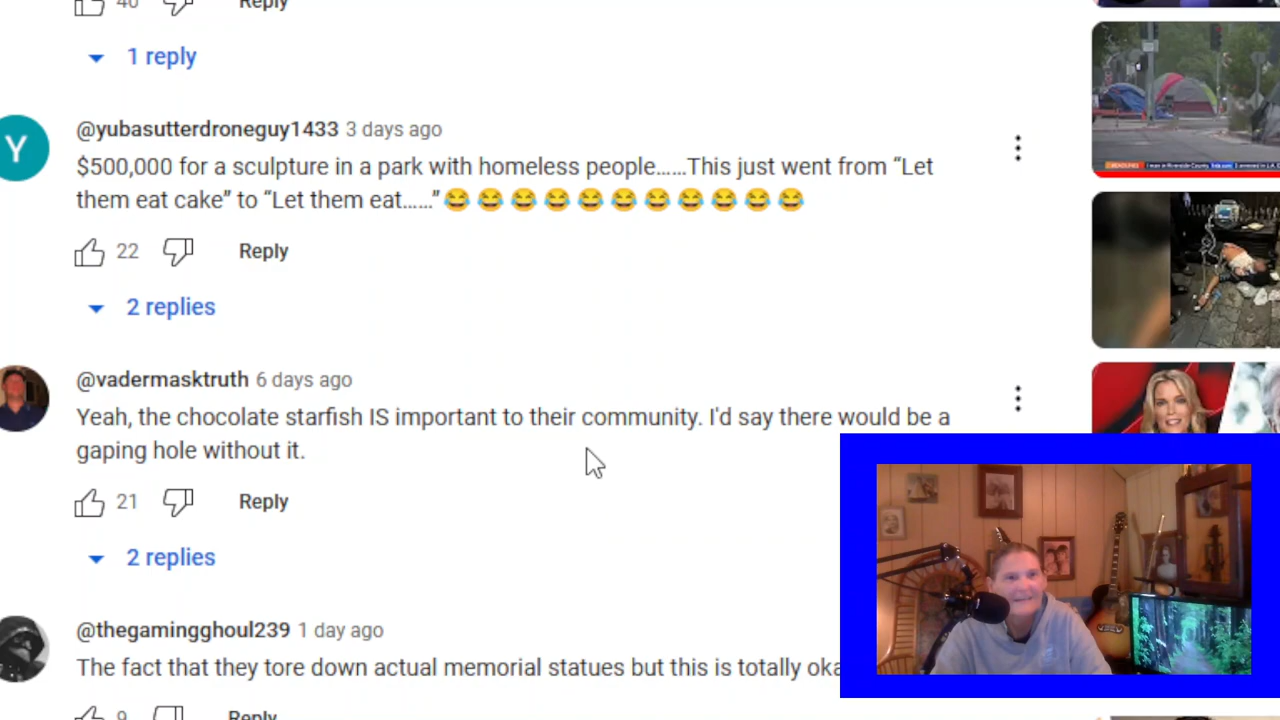 40 Reply
1 reply
Y
@yubasutterdroneguy1433 3 days ago
$500,000 for a sculpture in a park with homeless people......This just went from “Let
them eat cake” to “Let them eat......” 😂 😂 😂 😂 😂 😂 😂 😂 😂 😂 😂
22 Reply
2 replies
@vadermasktruth 6 days ago
Yeah, the chocolate starfish IS important to their community. I'd say there would be a
gaping hole without it.
21 Reply
2 replies
@thegamingghoul239 1 day ago
The fact that they tore down actual memorial statues but this is totally oka
9 Reply